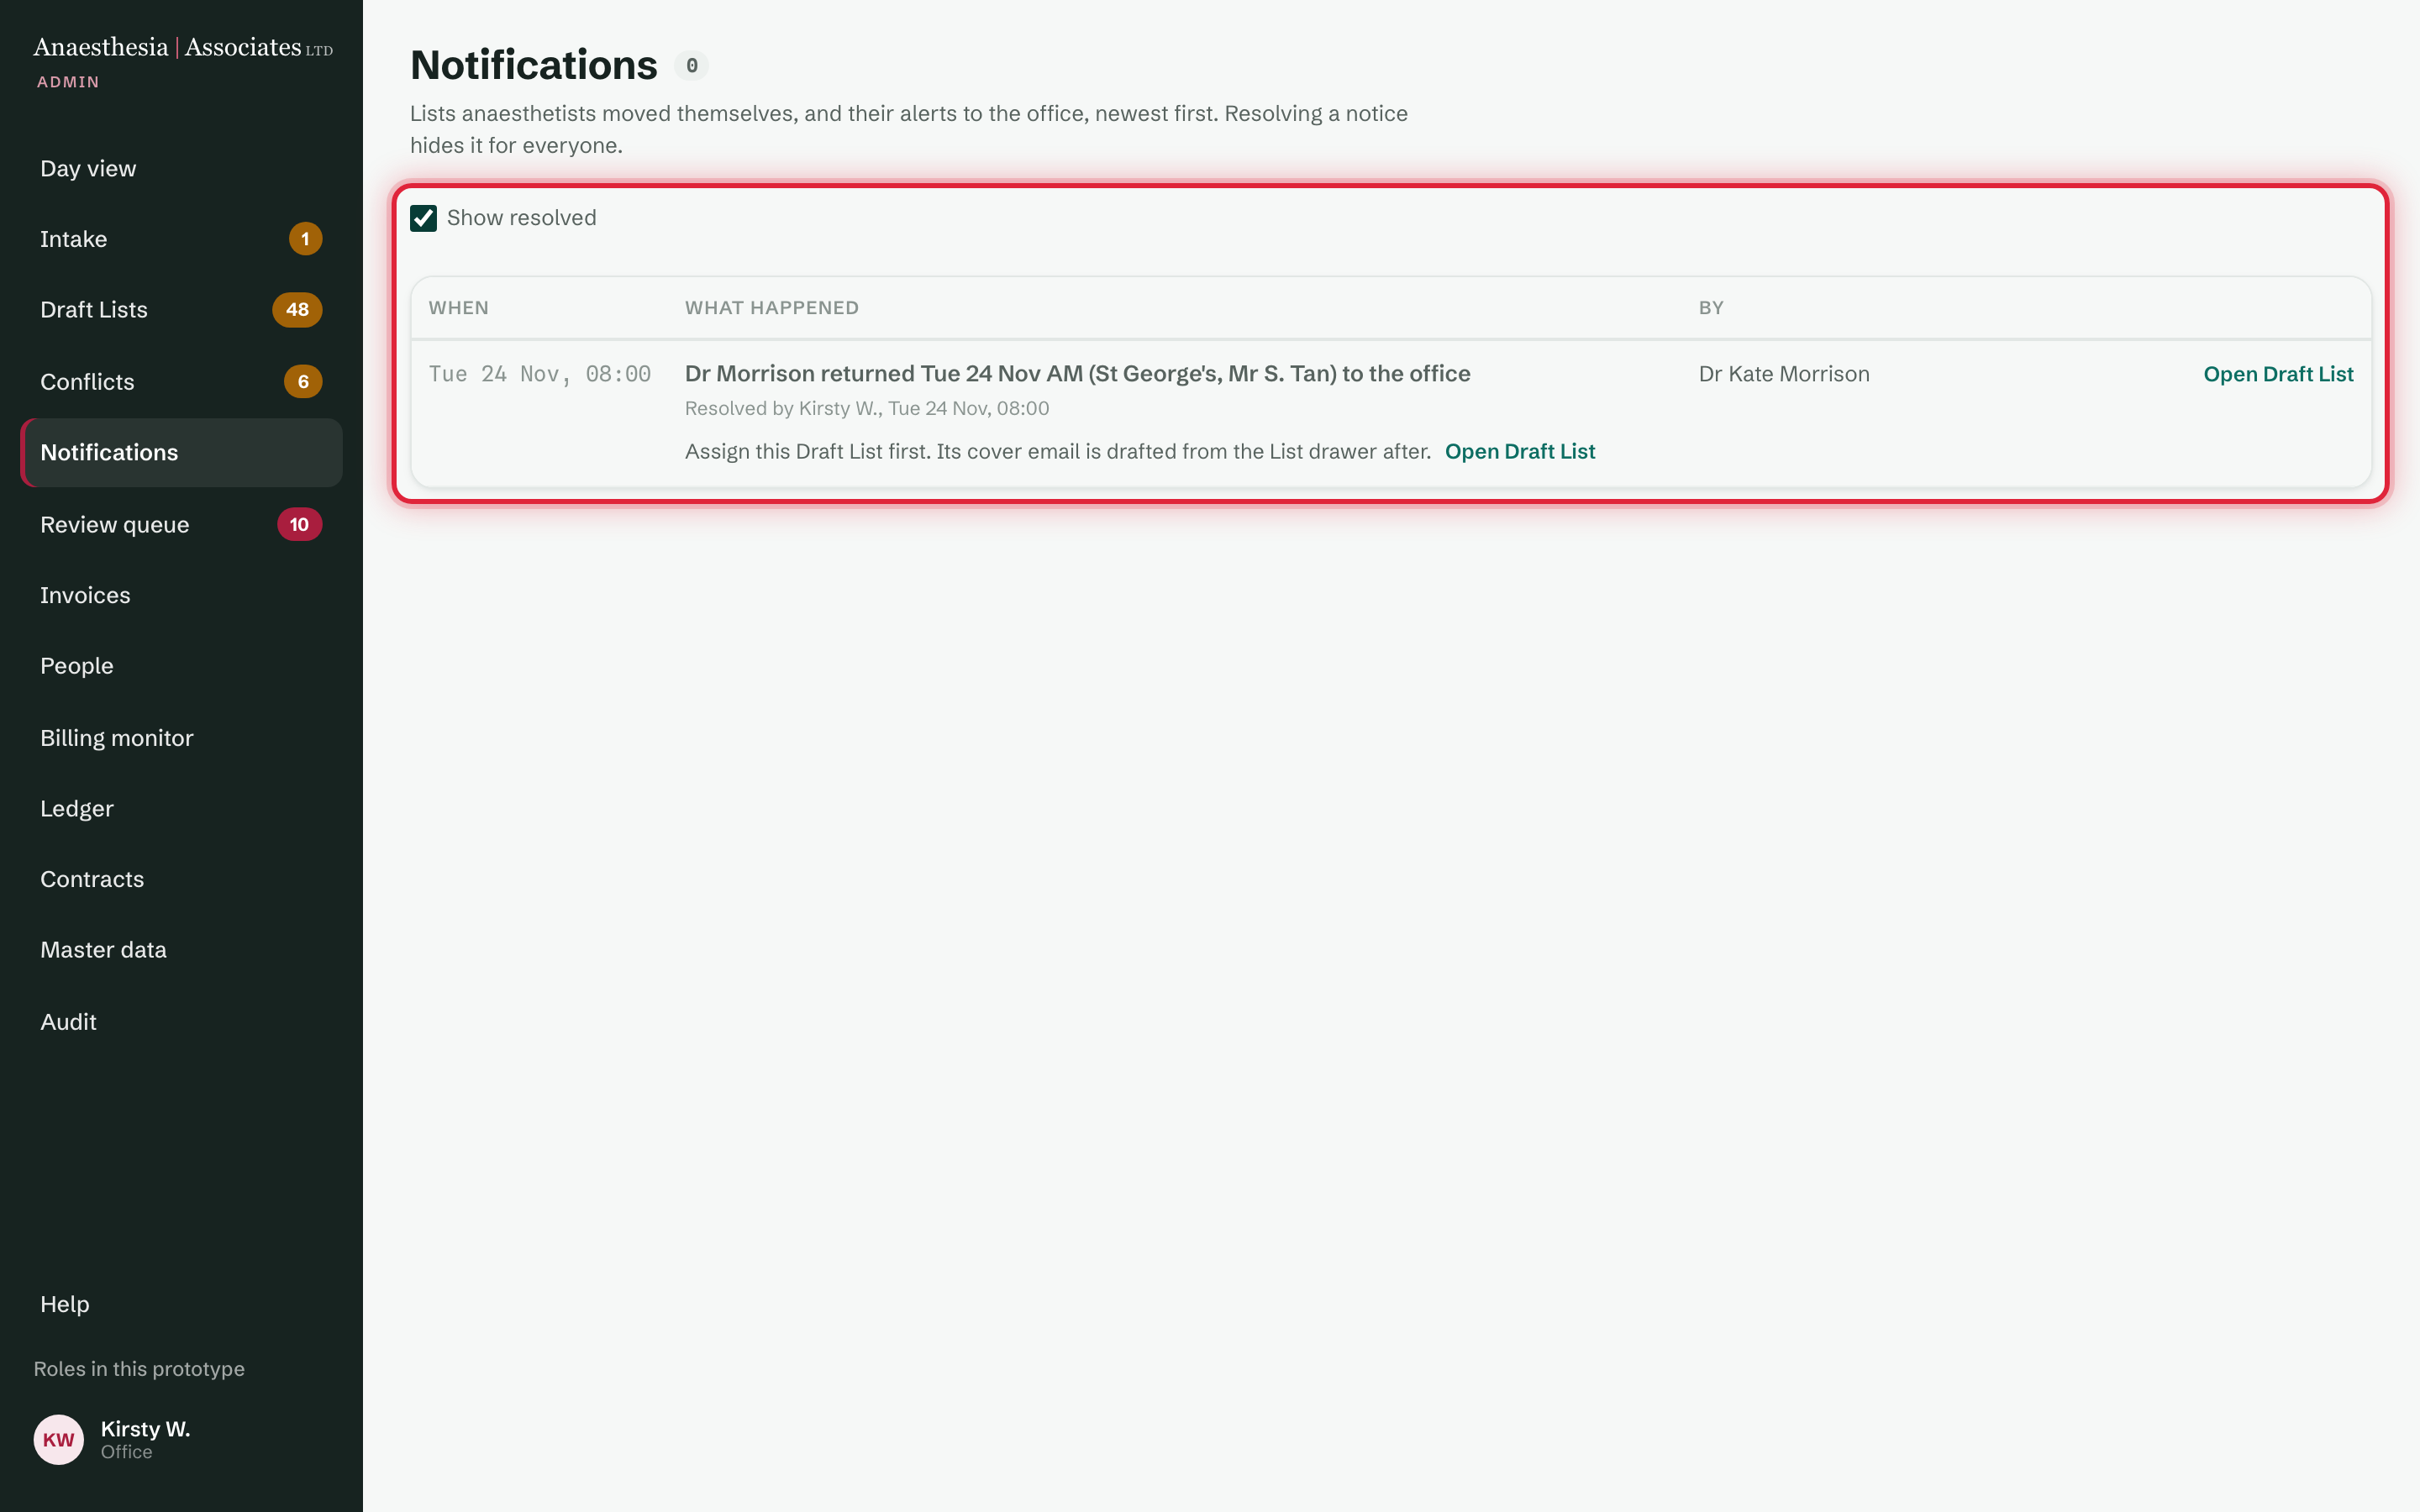 Anaesthesia | Associates LTD
ADMIN
Day view
Intake 1
Draft Lists 48
Conflicts 6
Notifications
Review queue 10
Invoices
People
Billing monitor
Ledger
Contracts
Master data
Audit
Help
Roles in this prototype
KW Kirsty W.
Office
Notifications 0
Lists anaesthetists moved themselves, and their alerts to the office, newest first. Resolving a notice
hides it for everyone.
Show resolved
WHEN WHAT HAPPENED BY
Tue 24 Nov, 08:00 Dr Morrison returned Tue 24 Nov AM (St George's, Mr S. Tan) to the office Dr Kate Morrison Open Draft List
Resolved by Kirsty W., Tue 24 Nov, 08:00
Assign this Draft List first. Its cover email is drafted from the List drawer after. Open Draft List